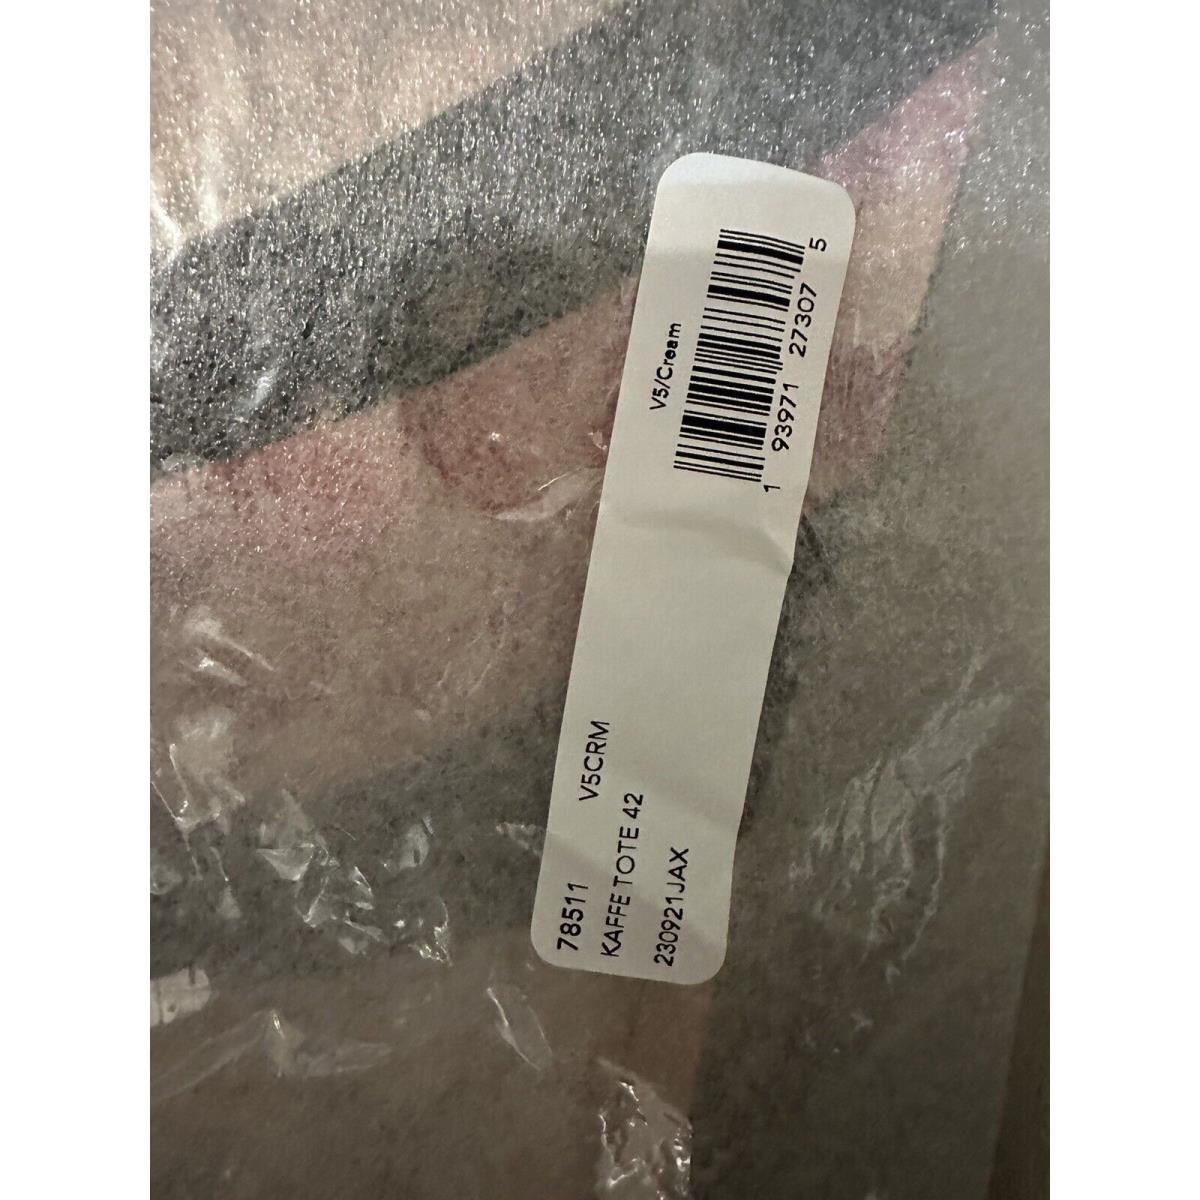 78511 V5CRM V5/Cream
KAFFE TOTE 42
230921JAX
1 93971 27307 5